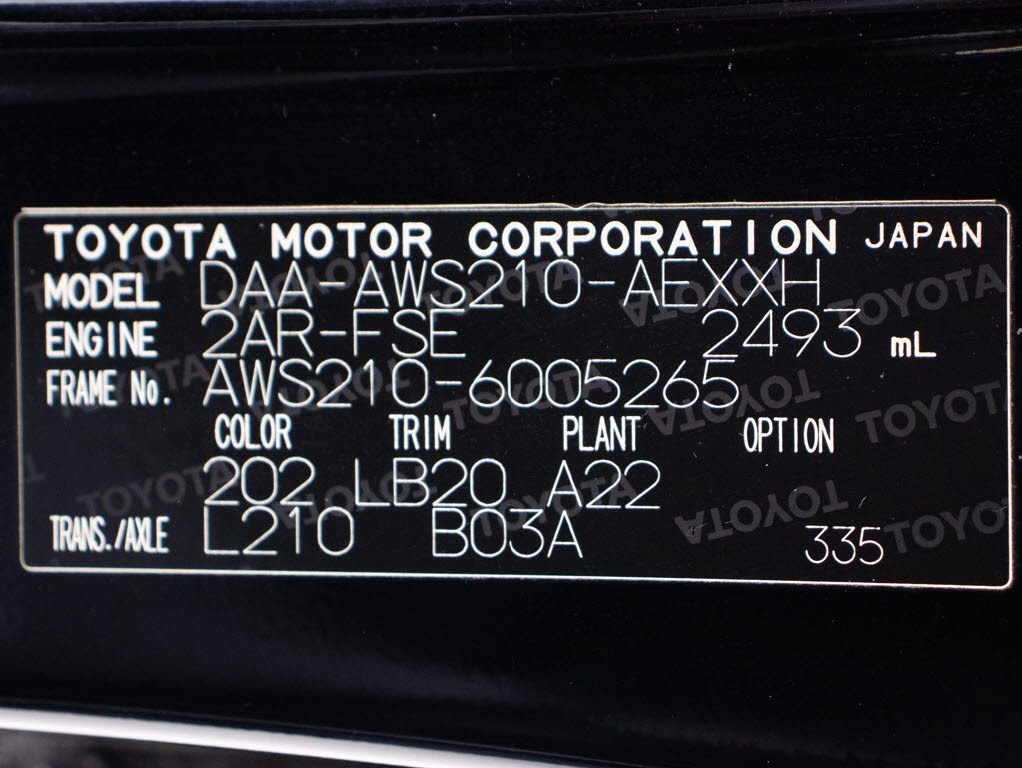 TOYOTA MOTOR CORPORATION JAPAN
MODEL DAA-AWS210-AEXXH
ENGINE 2AR-FSE 2493 mL
FRAME No. AWS210-6005265
COLOR TRIM PLANT OPTION
202 LB20 A22
TRANS./AXLE L210 B03A 335